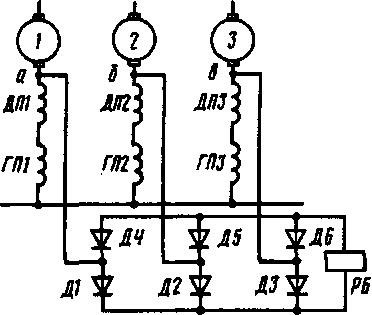 1 2 3
а б в
ДП1 ДП2 ДП3
ГП1 ГП2 ГП3
Д4 Д5 Д6
Д1 Д2 Д3 РБ